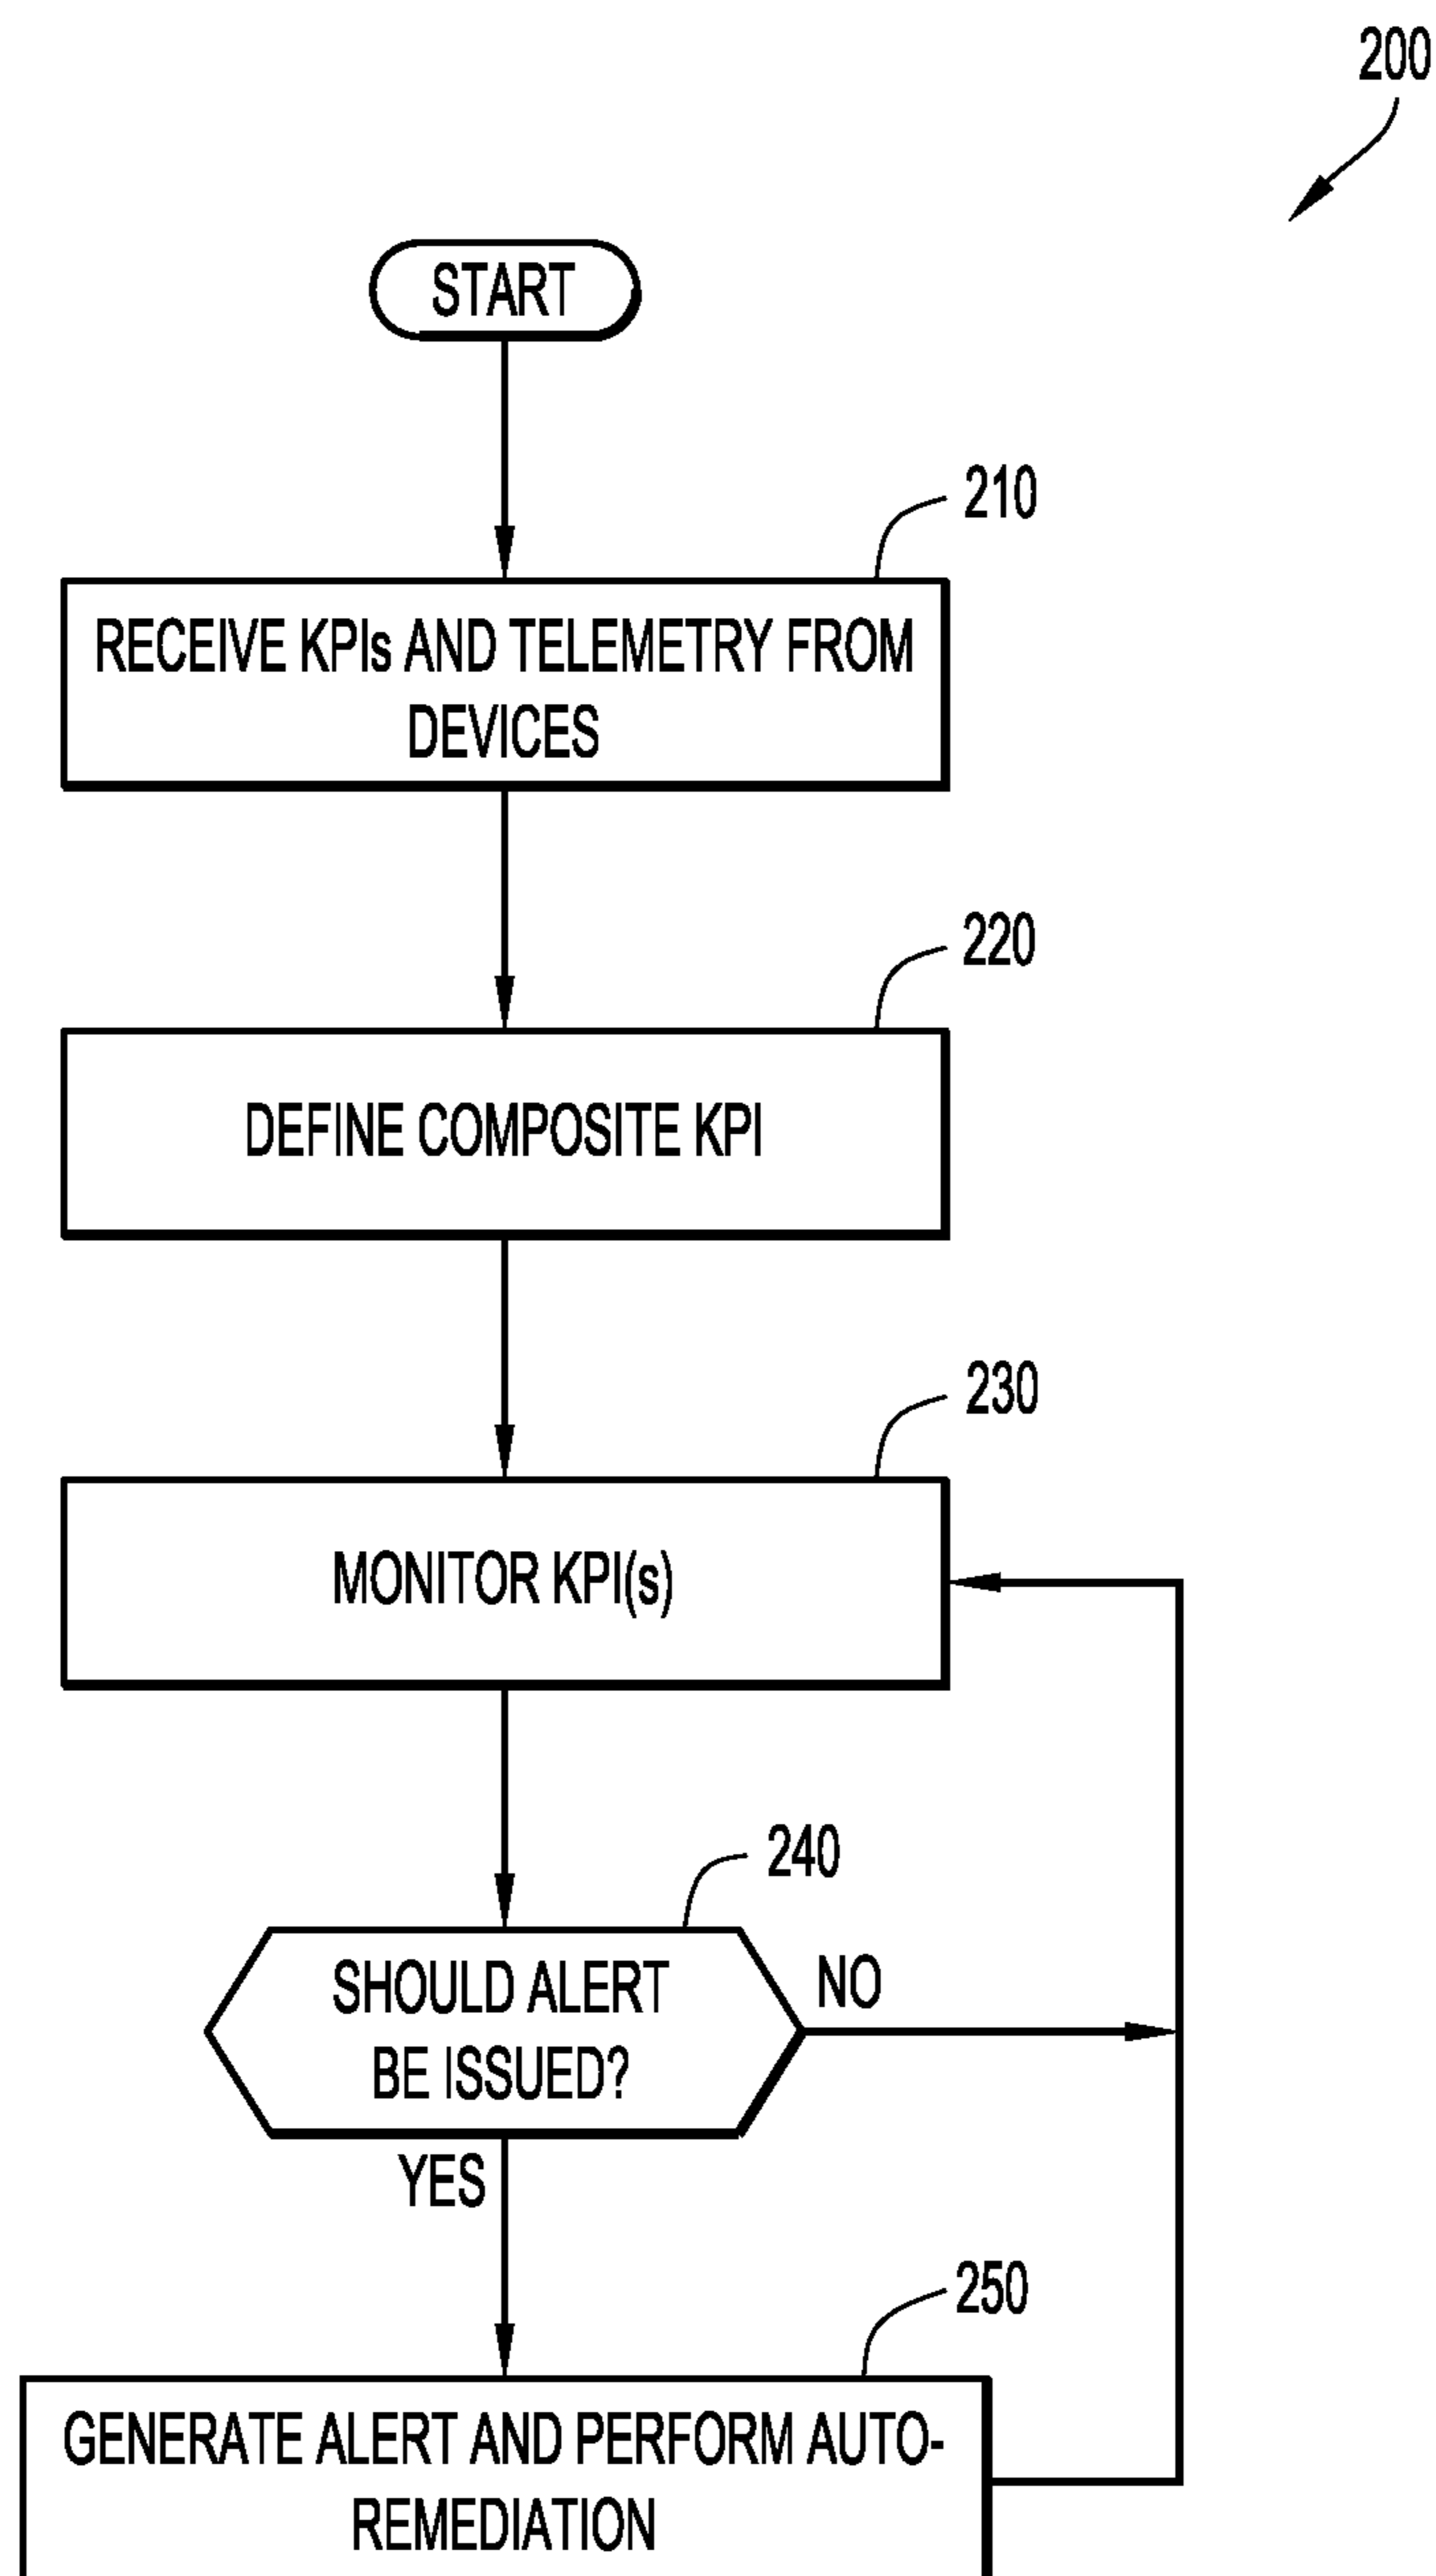 200
START
210
RECEIVE KPIs AND TELEMETRY FROM
DEVICES
220
DEFINE COMPOSITE KPI
230
MONITOR KPI(s)
240
SHOULD ALERT
BE ISSUED?
NO
YES
250
GENERATE ALERT AND PERFORM AUTO-
REMEDIATION